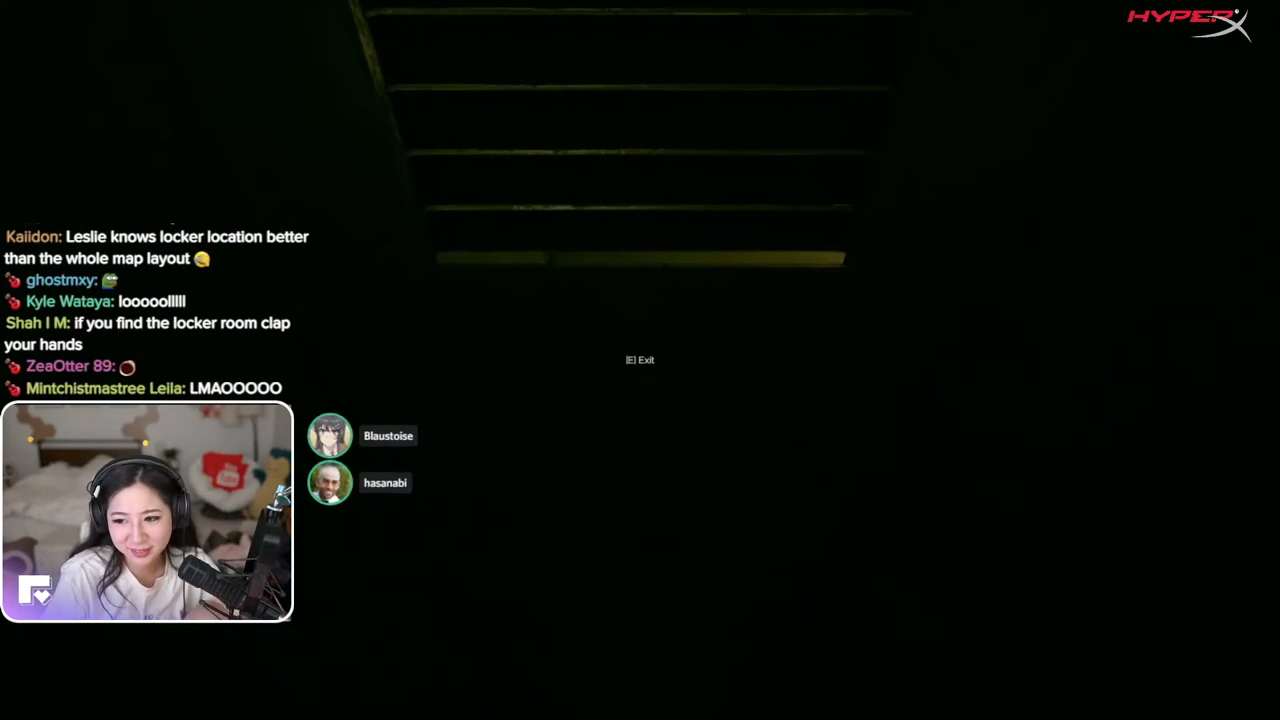 HYPERX
Kaiidon: Leslie knows locker location better
than the whole map layout
ghostmxy:
Kyle Wataya: looooolllll
Shah I M: if you find the locker room clap
your hands
ZeaOtter 89:
Mintchistmastree Leila: LMAOOOOO
[E] Exit
Blaustoise
hasanabi